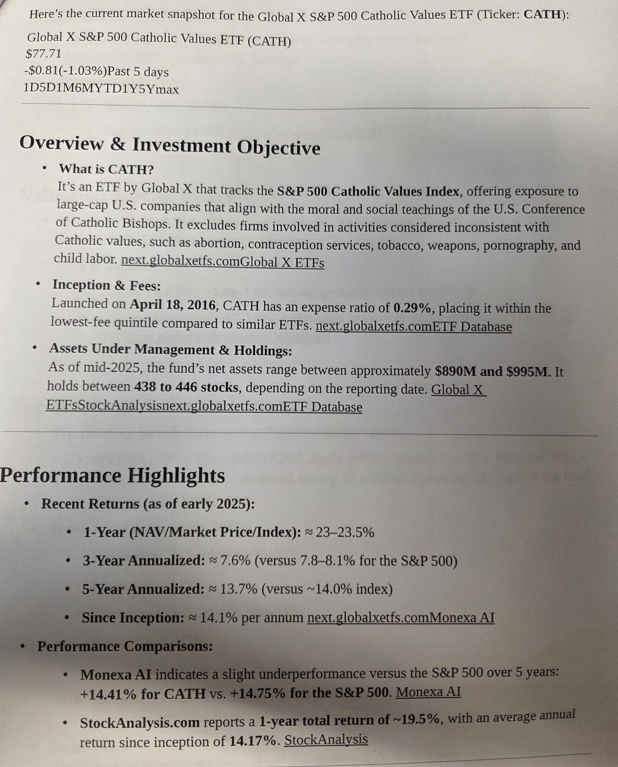 Here's the current market snapshot for the Global X S&P 500 Catholic Values ETF (Ticker: CATH):
Global X S&P 500 Catholic Values ETF (CATH)
$77.71
-$0.81(-1.03%)Past 5 days
1D5D1M6MYTD1Y5Ymax
Overview & Investment Objective
• What is CATH?
It's an ETF by Global X that tracks the S&P 500 Catholic Values Index, offering exposure to
large-cap U.S. companies that align with the moral and social teachings of the U.S. Conference
of Catholic Bishops. It excludes firms involved in activities considered inconsistent with
Catholic values, such as abortion, contraception services, tobacco, weapons, pornography, and
child labor. next.globalxetfs.comGlobal X ETFs
• Inception & Fees:
Launched on April 18, 2016, CATH has an expense ratio of 0.29%, placing it within the
lowest-fee quintile compared to similar ETFs. next.globalxetfs.comETF Database
• Assets Under Management & Holdings:
As of mid-2025, the fund's net assets range between approximately $890M and $995M. It
holds between 438 to 446 stocks, depending on the reporting date. Global X
ETFsStockAnalysisnext.globalxetfs.comETF Database
Performance Highlights
• Recent Returns (as of early 2025):
• 1-Year (NAV/Market Price/Index): ≈ 23–23.5%
• 3-Year Annualized: ≈ 7.6% (versus 7.8–8.1% for the S&P 500)
• 5-Year Annualized: ≈ 13.7% (versus ~14.0% index)
• Since Inception: ≈ 14.1% per annum next.globalxetfs.comMonexa AI
• Performance Comparisons:
• Monexa AI indicates a slight underperformance versus the S&P 500 over 5 years:
+14.41% for CATH vs. +14.75% for the S&P 500. Monexa AI
• StockAnalysis.com reports a 1-year total return of ~19.5%, with an average annual
return since inception of 14.17%. StockAnalysis